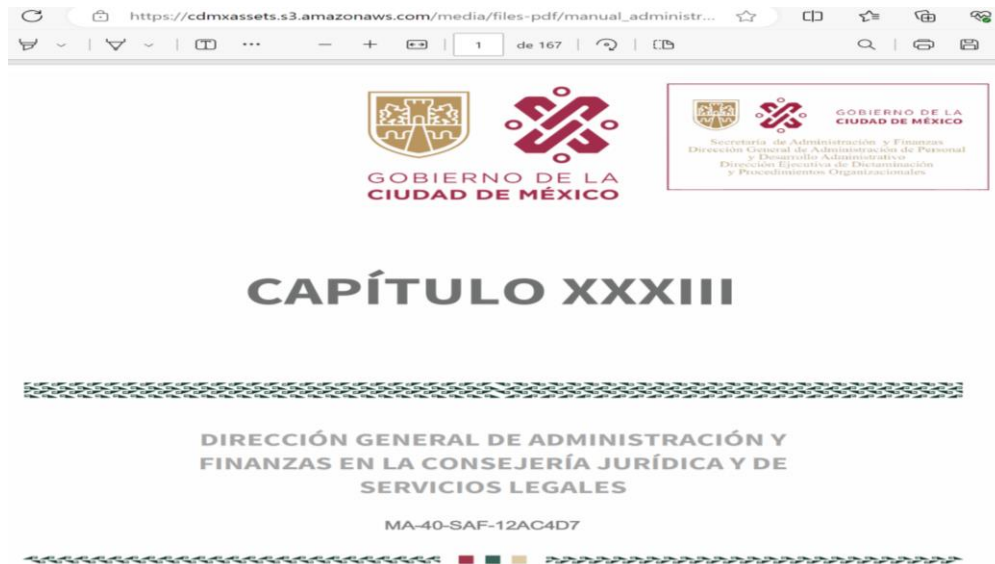 https://cdmxassets.s3.amazonaws.com/media/files-pdf/manual_administr...
1 de 167
GOBIERNO DE LA
CIUDAD DE MÉXICO
GOBIERNO DE LA
CIUDAD DE MÉXICO
Secretaría de Administración y Finanzas
Dirección General de Administración de Personal
y Desarrollo Administrativo
Dirección Ejecutiva de Dictaminación
y Procedimientos Organizacionales
CAPÍTULO XXXIII
DIRECCIÓN GENERAL DE ADMINISTRACIÓN Y
FINANZAS EN LA CONSEJERÍA JURÍDICA Y DE
SERVICIOS LEGALES
MA-40-SAF-12AC4D7